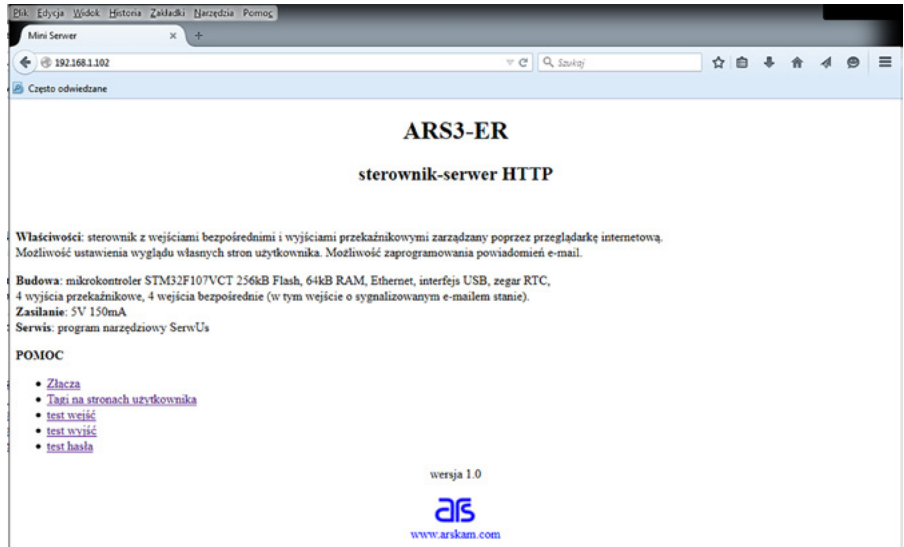 Plik Edycja Widok Historia Zakładki Narzędzia Pomoc
Mini Serwer
192.168.1.102
Szukaj
Często odwiedzane
ARS3-ER
sterownik-serwer HTTP
Właściwości: sterownik z wejściami bezpośrednimi i wyjściami przekaźnikowymi zarządzany poprzez przeglądarkę internetową.
Możliwość ustawienia wyglądu własnych stron użytkownika. Możliwość zaprogramowania powiadomień e-mail.
Budowa: mikrokontroler STM32F107VCT 256kB Flash, 64kB RAM, Ethernet, interfejs USB, zegar RTC,
4 wyjścia przekaźnikowe, 4 wejścia bezpośrednie (w tym wejście o sygnalizowanym e-mailem stanie).
Zasilanie: 5V 150mA
Serwis: program narzędziowy SerwUs
POMOC
Złacza
Tagi na stronach użytkownika
test wejść
test wyjść
test hasła
wersja 1.0
ars
www.arskam.com